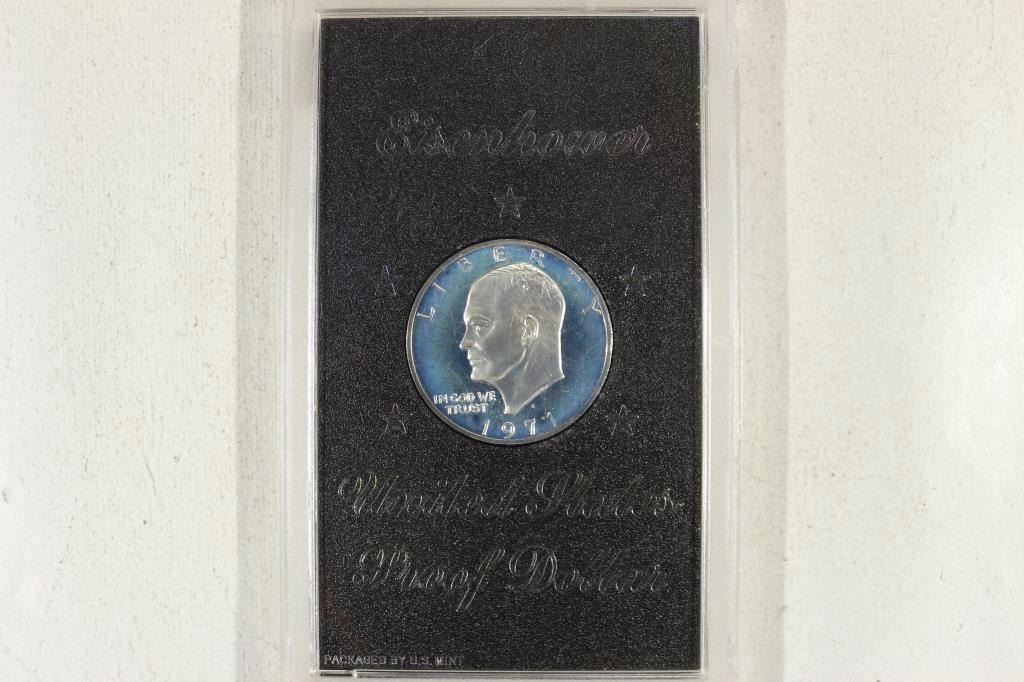 Eisenhower
LIBERTY
IN GOD WE
TRUST
1971
United States
Proof Dollar
PACKAGED BY U.S. MINT